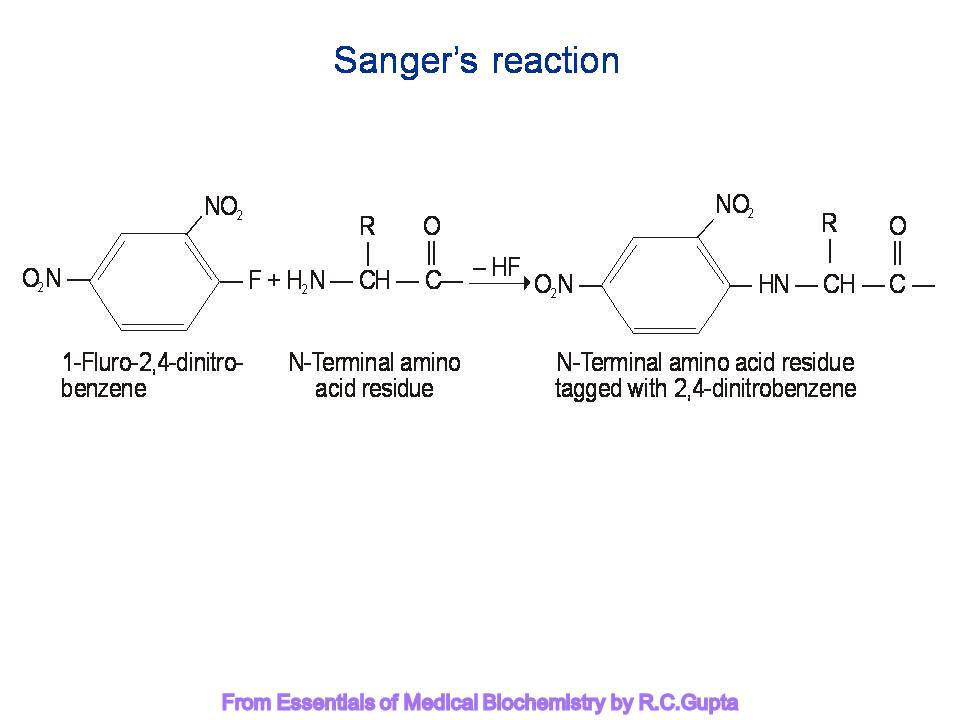 Sanger's reaction
NO₂ R O NO₂ R O
O₂N F + H₂N — CH — C — – HF O₂N HN — CH — C —
1-Fluro-2,4-dinitro- N-Terminal amino N-Terminal amino acid residue
benzene acid residue tagged with 2,4-dinitrobenzene
From Essentials of Medical Biochemistry by R.C.Gupta